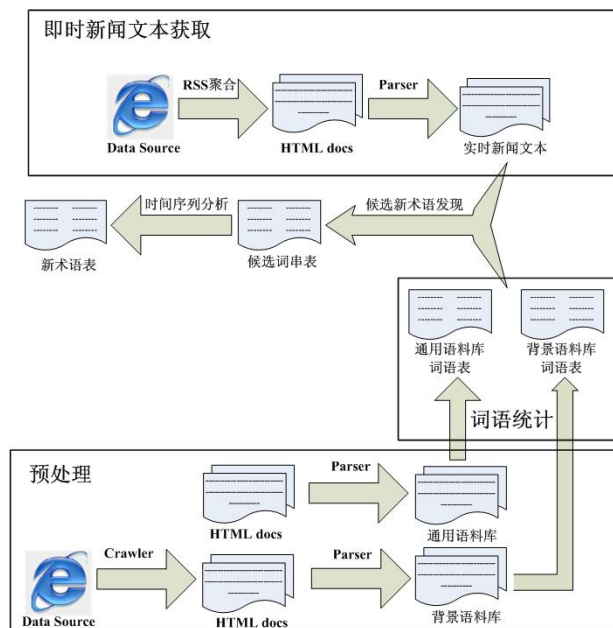 即时新闻文本获取
RSS聚合
Parser
Data Source
HTML docs
实时新闻文本
时间序列分析
候选新术语发现
新术语表
候选词串表
通用语料库
词语表
背景语料库
词语表
词语统计
预处理
Parser
HTML docs
通用语料库
Crawler
Parser
Data Source
HTML docs
背景语料库